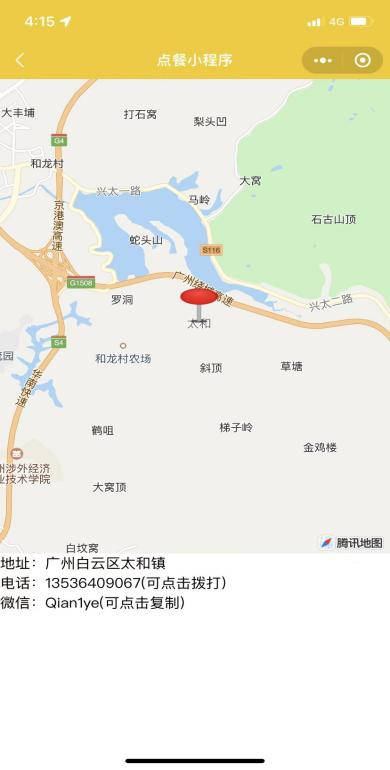 4:15
4G
点餐小程序
大丰埔
打石窝
梨头凹
G4
和龙村
大窝
兴太一路
马岭
京港澳高速
石古山顶
蛇头山
S116
G1508
广州绕城高速
罗洞
兴太二路
太和
S4
和龙村农场
斜顶
草塘
华南快速
鹤咀
梯子岭
金鸡楼
州涉外经济
业技术学院
大窝顶
白坟窝
腾讯地图
地址：广州白云区太和镇
电话：13536409067(可点击拨打)
微信：Qian1ye(可点击复制)